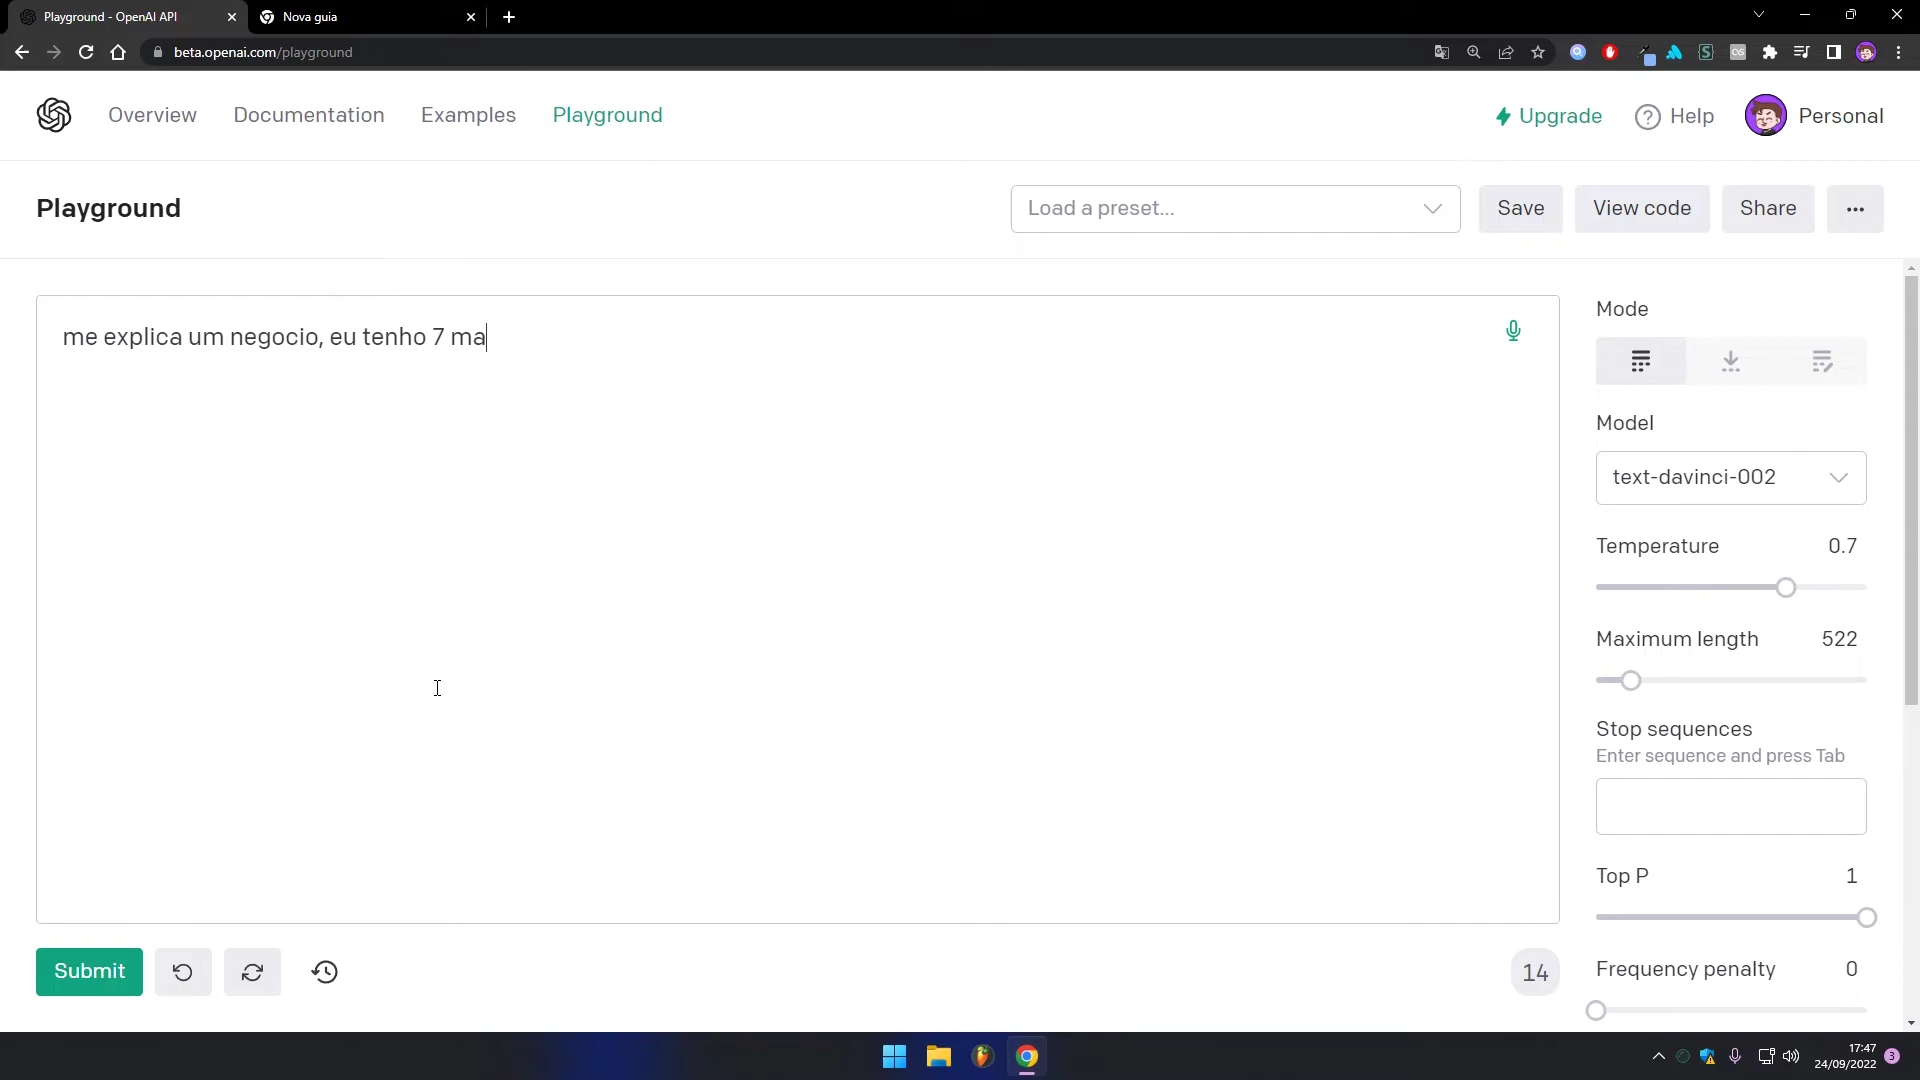 Playground - OpenAI API
Nova guia
beta.openai.com/playground
Overview
Documentation
Examples
Playground
Upgrade
Help
Personal
Playground
Load a preset...
Save
View code
Share
me explica um negocio, eu tenho 7 ma
Mode
Model
text-davinci-002
Temperature 0.7
Maximum length 522
Stop sequences
Enter sequence and press Tab
Top P 1
Submit
14
Frequency penalty 0
17:47
24/09/2022
3